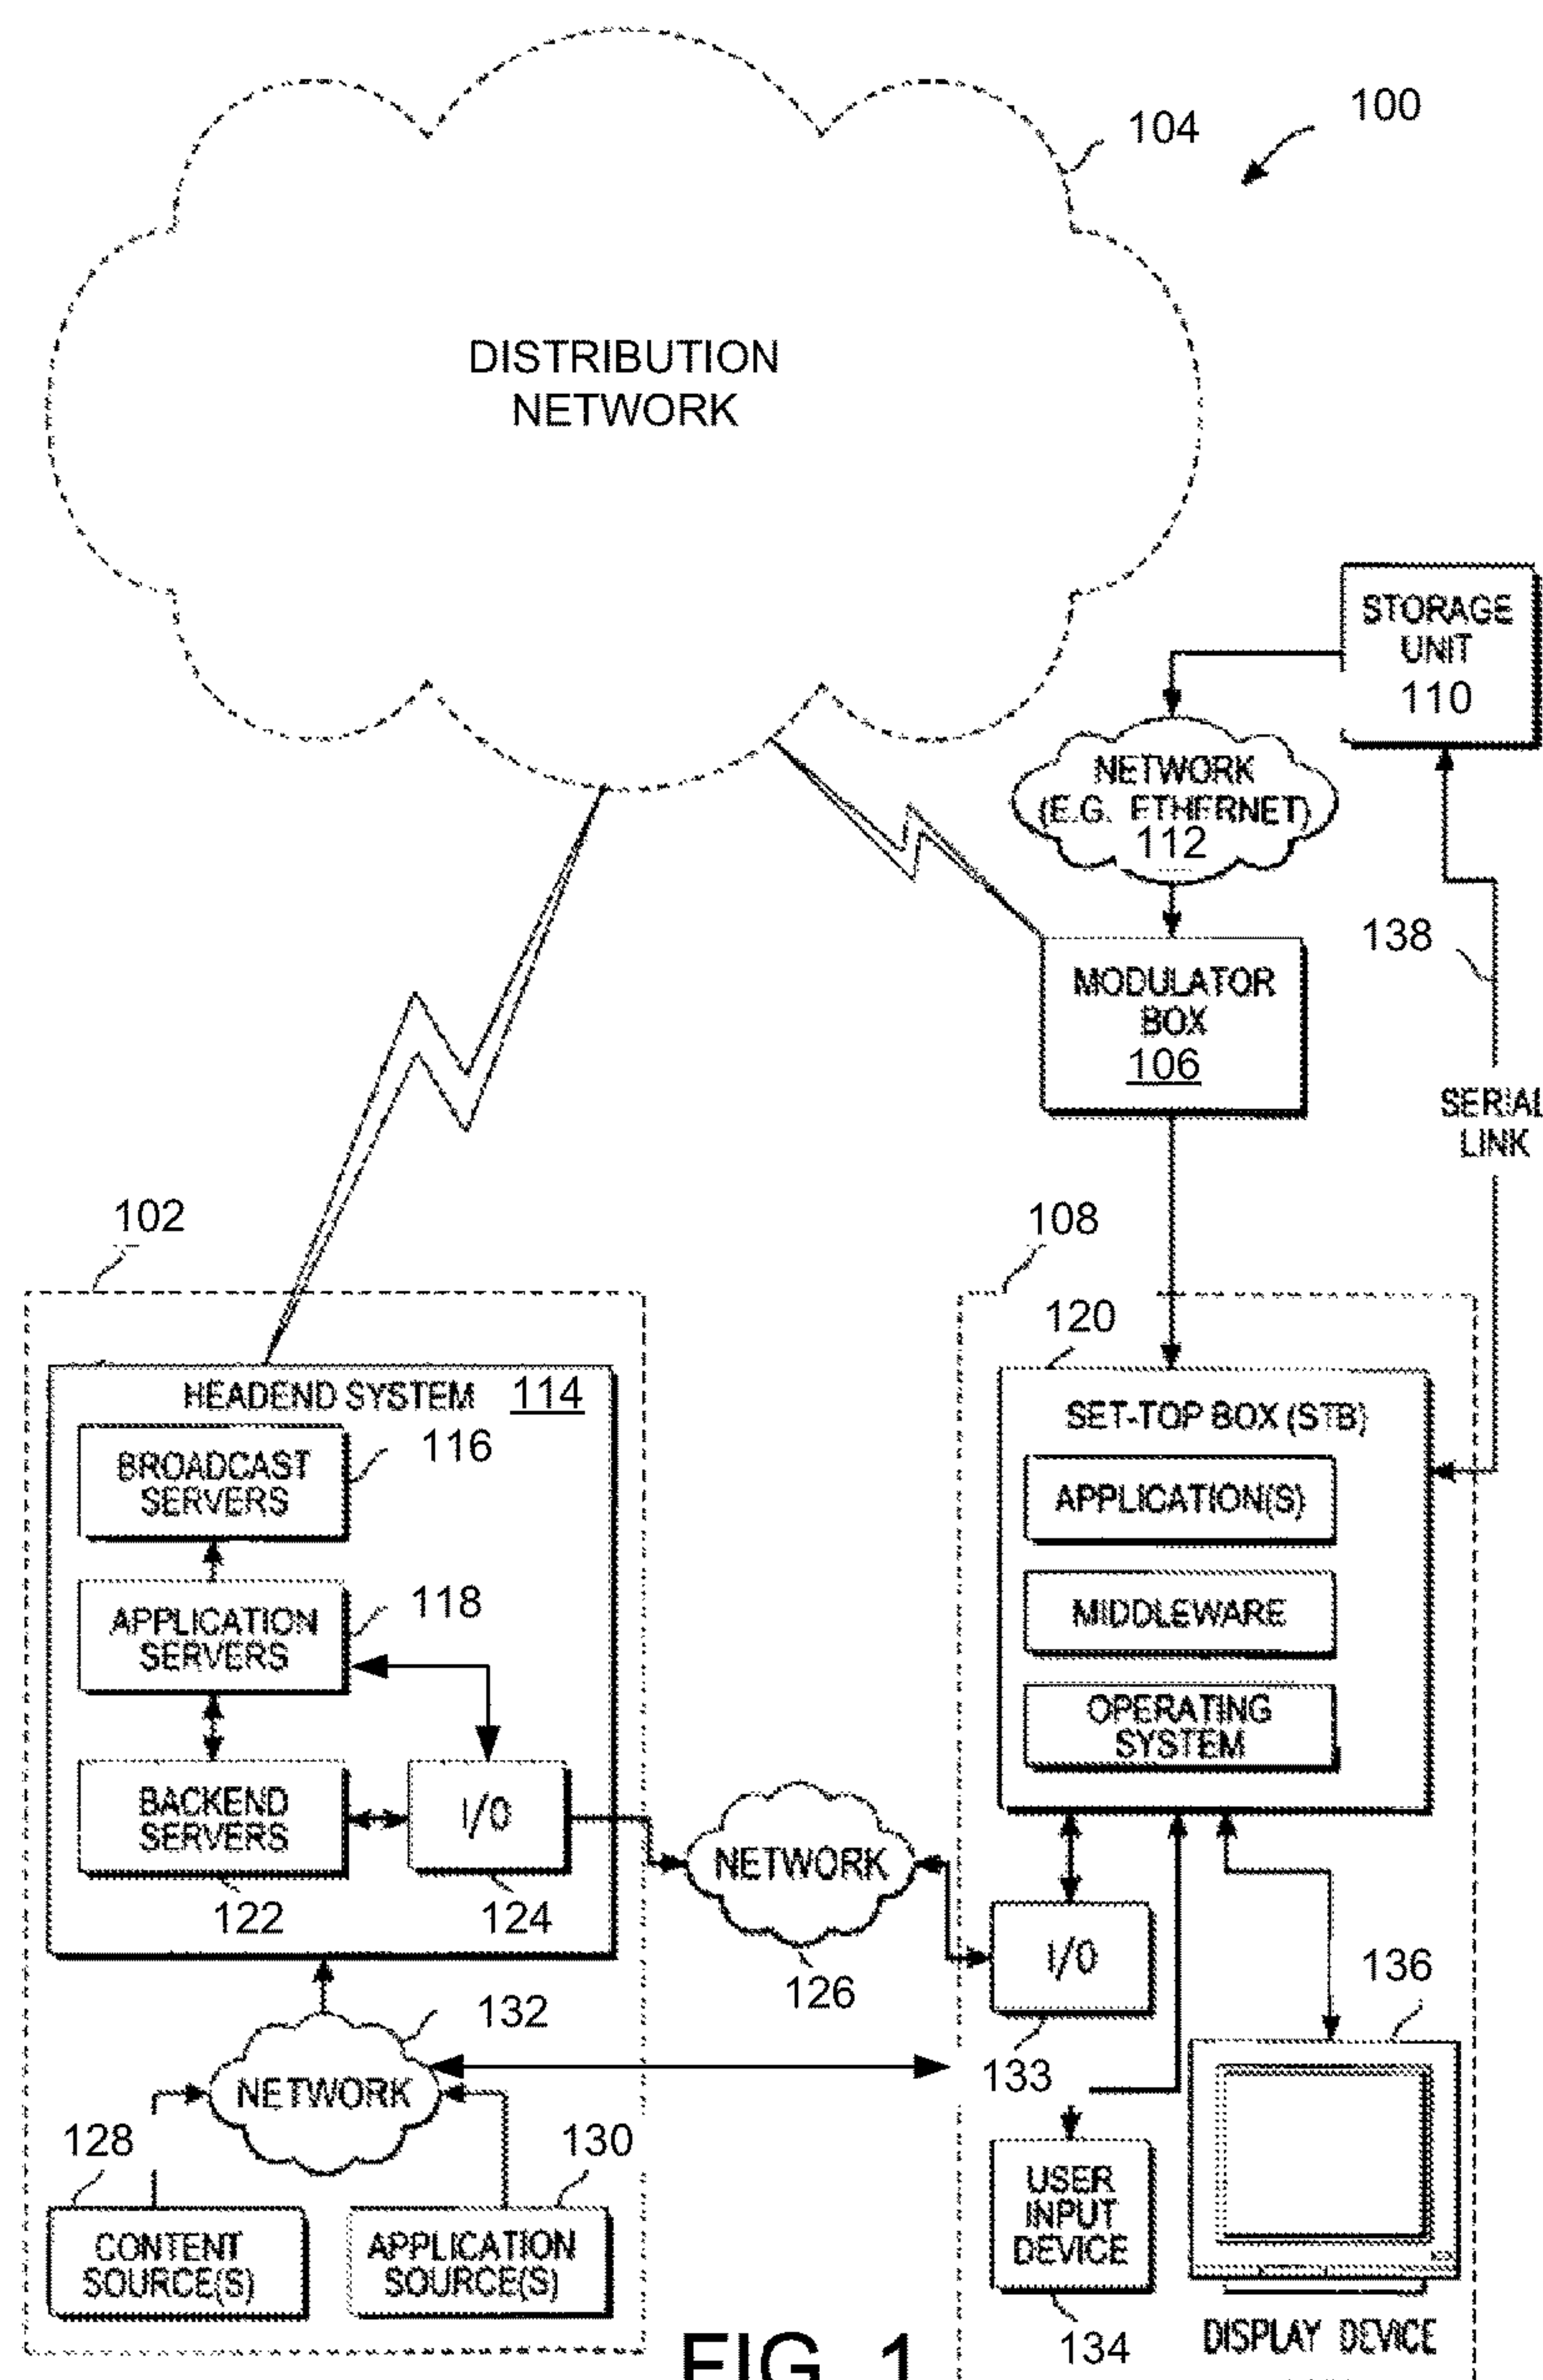 100
104
DISTRIBUTION
NETWORK
STORAGE
UNIT
110
NETWORK
(E.G. ETHERNET)
112
138
MODULATOR
BOX
106
SERIAL
LINK
102
108
120
HEADEND SYSTEM 114
BROADCAST
SERVERS
116
APPLICATION
SERVERS
118
BACKEND
SERVERS
122
I/O
124
SET-TOP BOX (STB)
APPLICATION(S)
MIDDLEWARE
OPERATING
SYSTEM
NETWORK
126
I/O
133
136
132
NETWORK
128
130
CONTENT
SOURCE(S)
APPLICATION
SOURCE(S)
USER
INPUT
DEVICE
134
DISPLAY DEVICE
FIG. 1